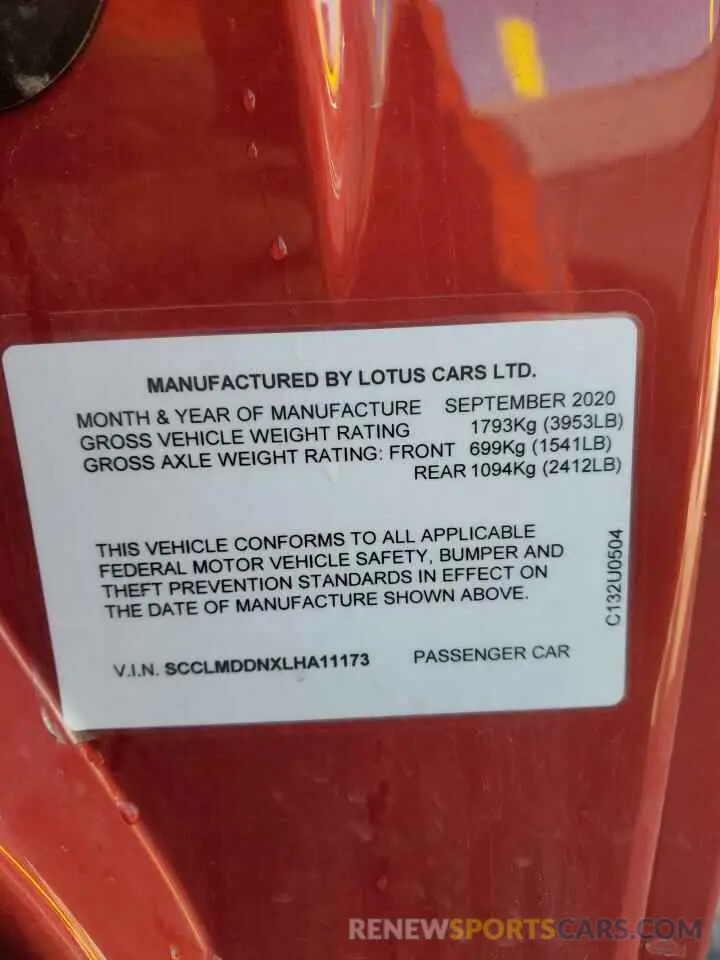 MANUFACTURED BY LOTUS CARS LTD.
MONTH & YEAR OF MANUFACTURE SEPTEMBER 2020
GROSS VEHICLE WEIGHT RATING 1793Kg (3953LB)
GROSS AXLE WEIGHT RATING: FRONT 699Kg (1541LB)
REAR 1094Kg (2412LB)
THIS VEHICLE CONFORMS TO ALL APPLICABLE
FEDERAL MOTOR VEHICLE SAFETY, BUMPER AND
THEFT PREVENTION STANDARDS IN EFFECT ON
THE DATE OF MANUFACTURE SHOWN ABOVE.
C132U0504
V.I.N. SCCLMDDNXLHA11173 PASSENGER CAR
RENEWSPORTSCARS.COM